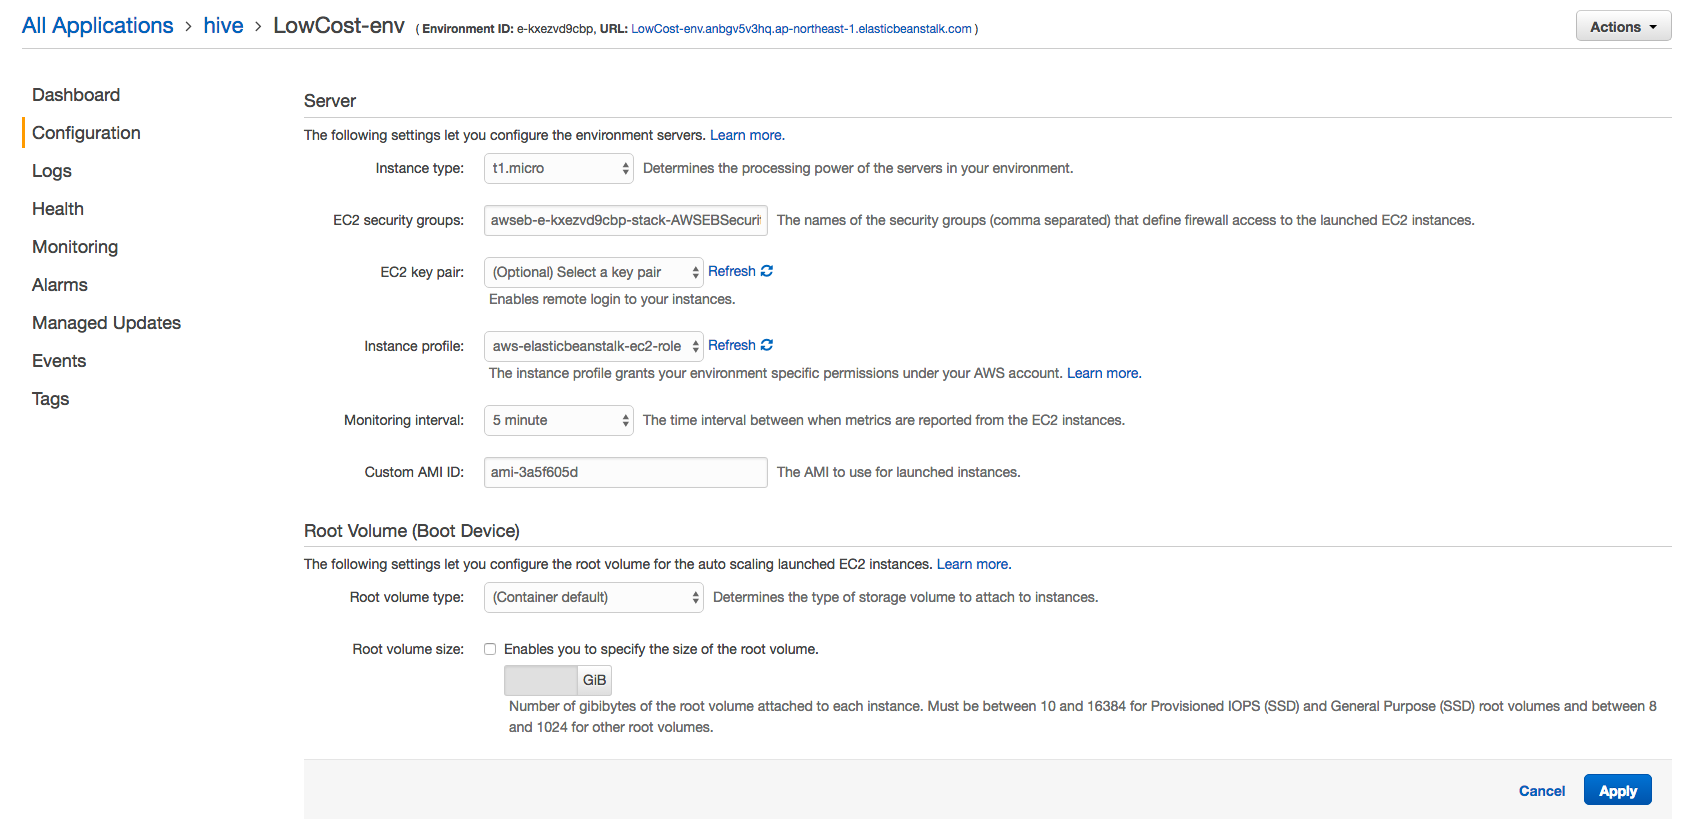 All Applications > hive > LowCost-env ( Environment ID: e-kxezvd9cbp, URL: LowCost-env.anbgv5v3hq.ap-northeast-1.elasticbeanstalk.com )
Actions
Dashboard
Configuration
Logs
Health
Monitoring
Alarms
Managed Updates
Events
Tags
Server
The following settings let you configure the environment servers. Learn more.
Instance type: t1.micro Determines the processing power of the servers in your environment.
EC2 security groups: awseb-e-kxezvd9cbp-stack-AWSEBSecurit The names of the security groups (comma separated) that define firewall access to the launched EC2 instances.
EC2 key pair: (Optional) Select a key pair Refresh
Enables remote login to your instances.
Instance profile: aws-elasticbeanstalk-ec2-role Refresh
The instance profile grants your environment specific permissions under your AWS account. Learn more.
Monitoring interval: 5 minute The time interval between when metrics are reported from the EC2 instances.
Custom AMI ID: ami-3a5f605d The AMI to use for launched instances.
Root Volume (Boot Device)
The following settings let you configure the root volume for the auto scaling launched EC2 instances. Learn more.
Root volume type: (Container default) Determines the type of storage volume to attach to instances.
Root volume size: Enables you to specify the size of the root volume.
GiB
Number of gibibytes of the root volume attached to each instance. Must be between 10 and 16384 for Provisioned IOPS (SSD) and General Purpose (SSD) root volumes and between 8
and 1024 for other root volumes.
Cancel Apply